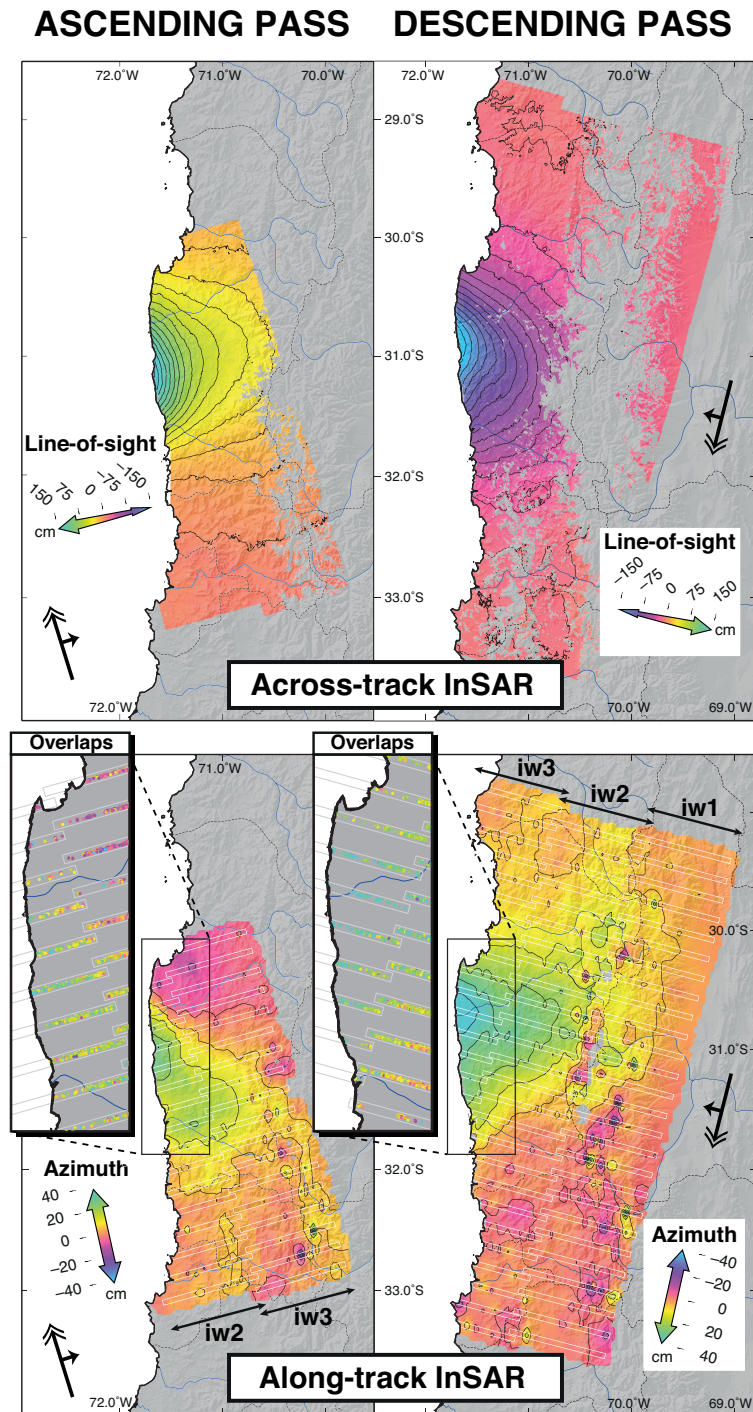 ASCENDING PASS
DESCENDING PASS
72.0°W
71.0°W
70.0°W
72.0°W
71.0°W
70.0°W
29.0°S
30.0°S
31.0°S
32.0°S
33.0°S
Line-of-sight
150
75
0
−75
−150
cm
Line-of-sight
−150
−75
0
75
150
cm
72.0°W
70.0°W
69.0°W
Across-track InSAR
Overlaps
71.0°W
Overlaps
iw3
iw2
iw1
30.0°S
31.0°S
32.0°S
33.0°S
Azimuth
40
20
0
−20
−40
cm
Azimuth
−40
−20
0
20
40
cm
iw2
iw3
72.0°W
70.0°W
69.0°W
Along-track InSAR